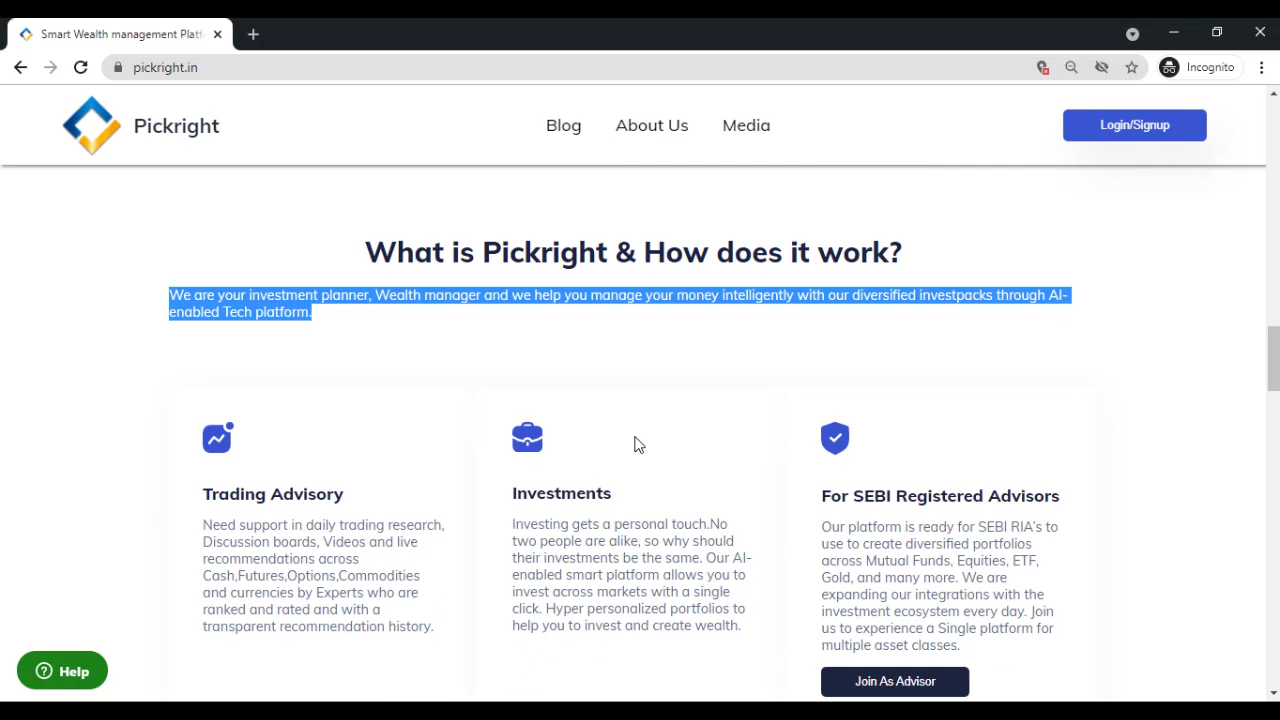 Smart Wealth management Platf
pickright.in
Incognito
Pickright
Blog
About Us
Media
Login/Signup
What is Pickright & How does it work?
We are your investment planner, Wealth manager and we help you manage your money intelligently with our diversified investpacks through AI-
enabled Tech platform.
Trading Advisory
Need support in daily trading research,
Discussion boards, Videos and live
recommendations across
Cash,Futures,Options,Commodities
and currencies by Experts who are
ranked and rated and with a
transparent recommendation history.
Investments
Investing gets a personal touch.No
two people are alike, so why should
their investments be the same. Our AI-
enabled smart platform allows you to
invest across markets with a single
click. Hyper personalized portfolios to
help you to invest and create wealth.
For SEBI Registered Advisors
Our platform is ready for SEBI RIA's to
use to create diversified portfolios
across Mutual Funds, Equities, ETF,
Gold, and many more. We are
expanding our integrations with the
investment ecosystem every day. Join
us to experience a Single platform for
multiple asset classes.
Join As Advisor
Help